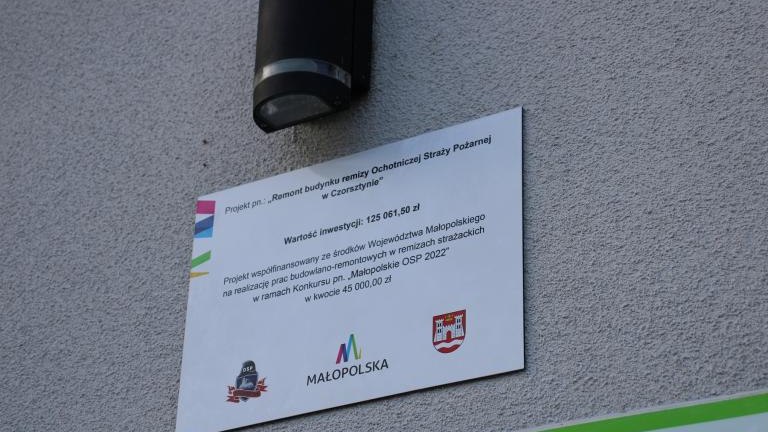 Projekt pn.: „Remont budynku remizy Ochotniczej Straży Pożarnej
w Czorsztynie”
Wartość inwestycji: 125 061,50 zł
Projekt współfinansowany ze środków Województwa Małopolskiego
na realizację prac budowlano-remontowych w remizach strażackich
w ramach Konkursu pn. „Małopolskie OSP 2022”
w kwocie 45 000,00 zł
OSP
MAŁOPOLSKA